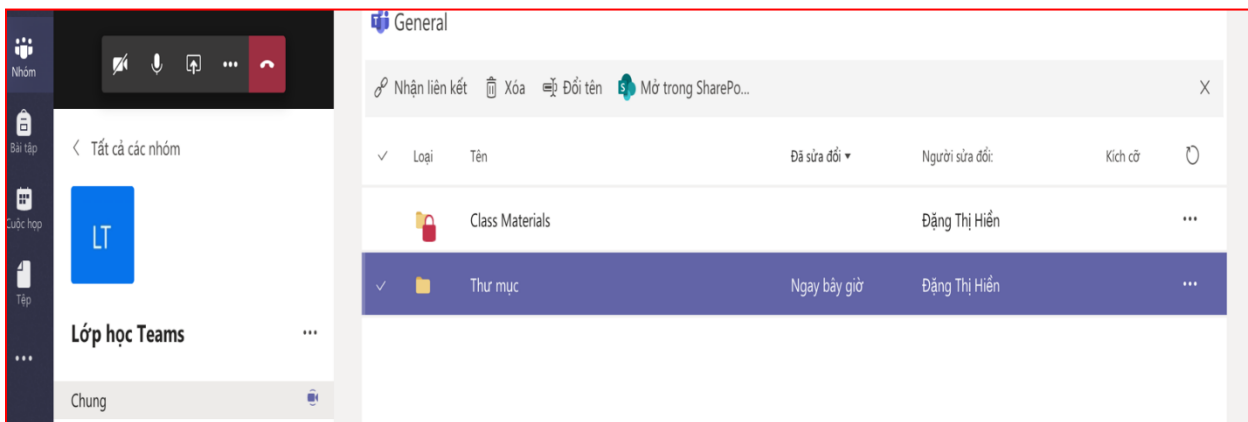 Nhóm
Bài tập
Cuộc họp
Tệp
Tất cả các nhóm
LT
Lớp học Teams
Chung
General
Nhận liên kết Xóa Đổi tên Mở trong SharePo...
Loại Tên Đã sửa đổi Người sửa đổi: Kích cỡ
Class Materials Đặng Thị Hiền
Thư mục Ngay bây giờ Đặng Thị Hiền